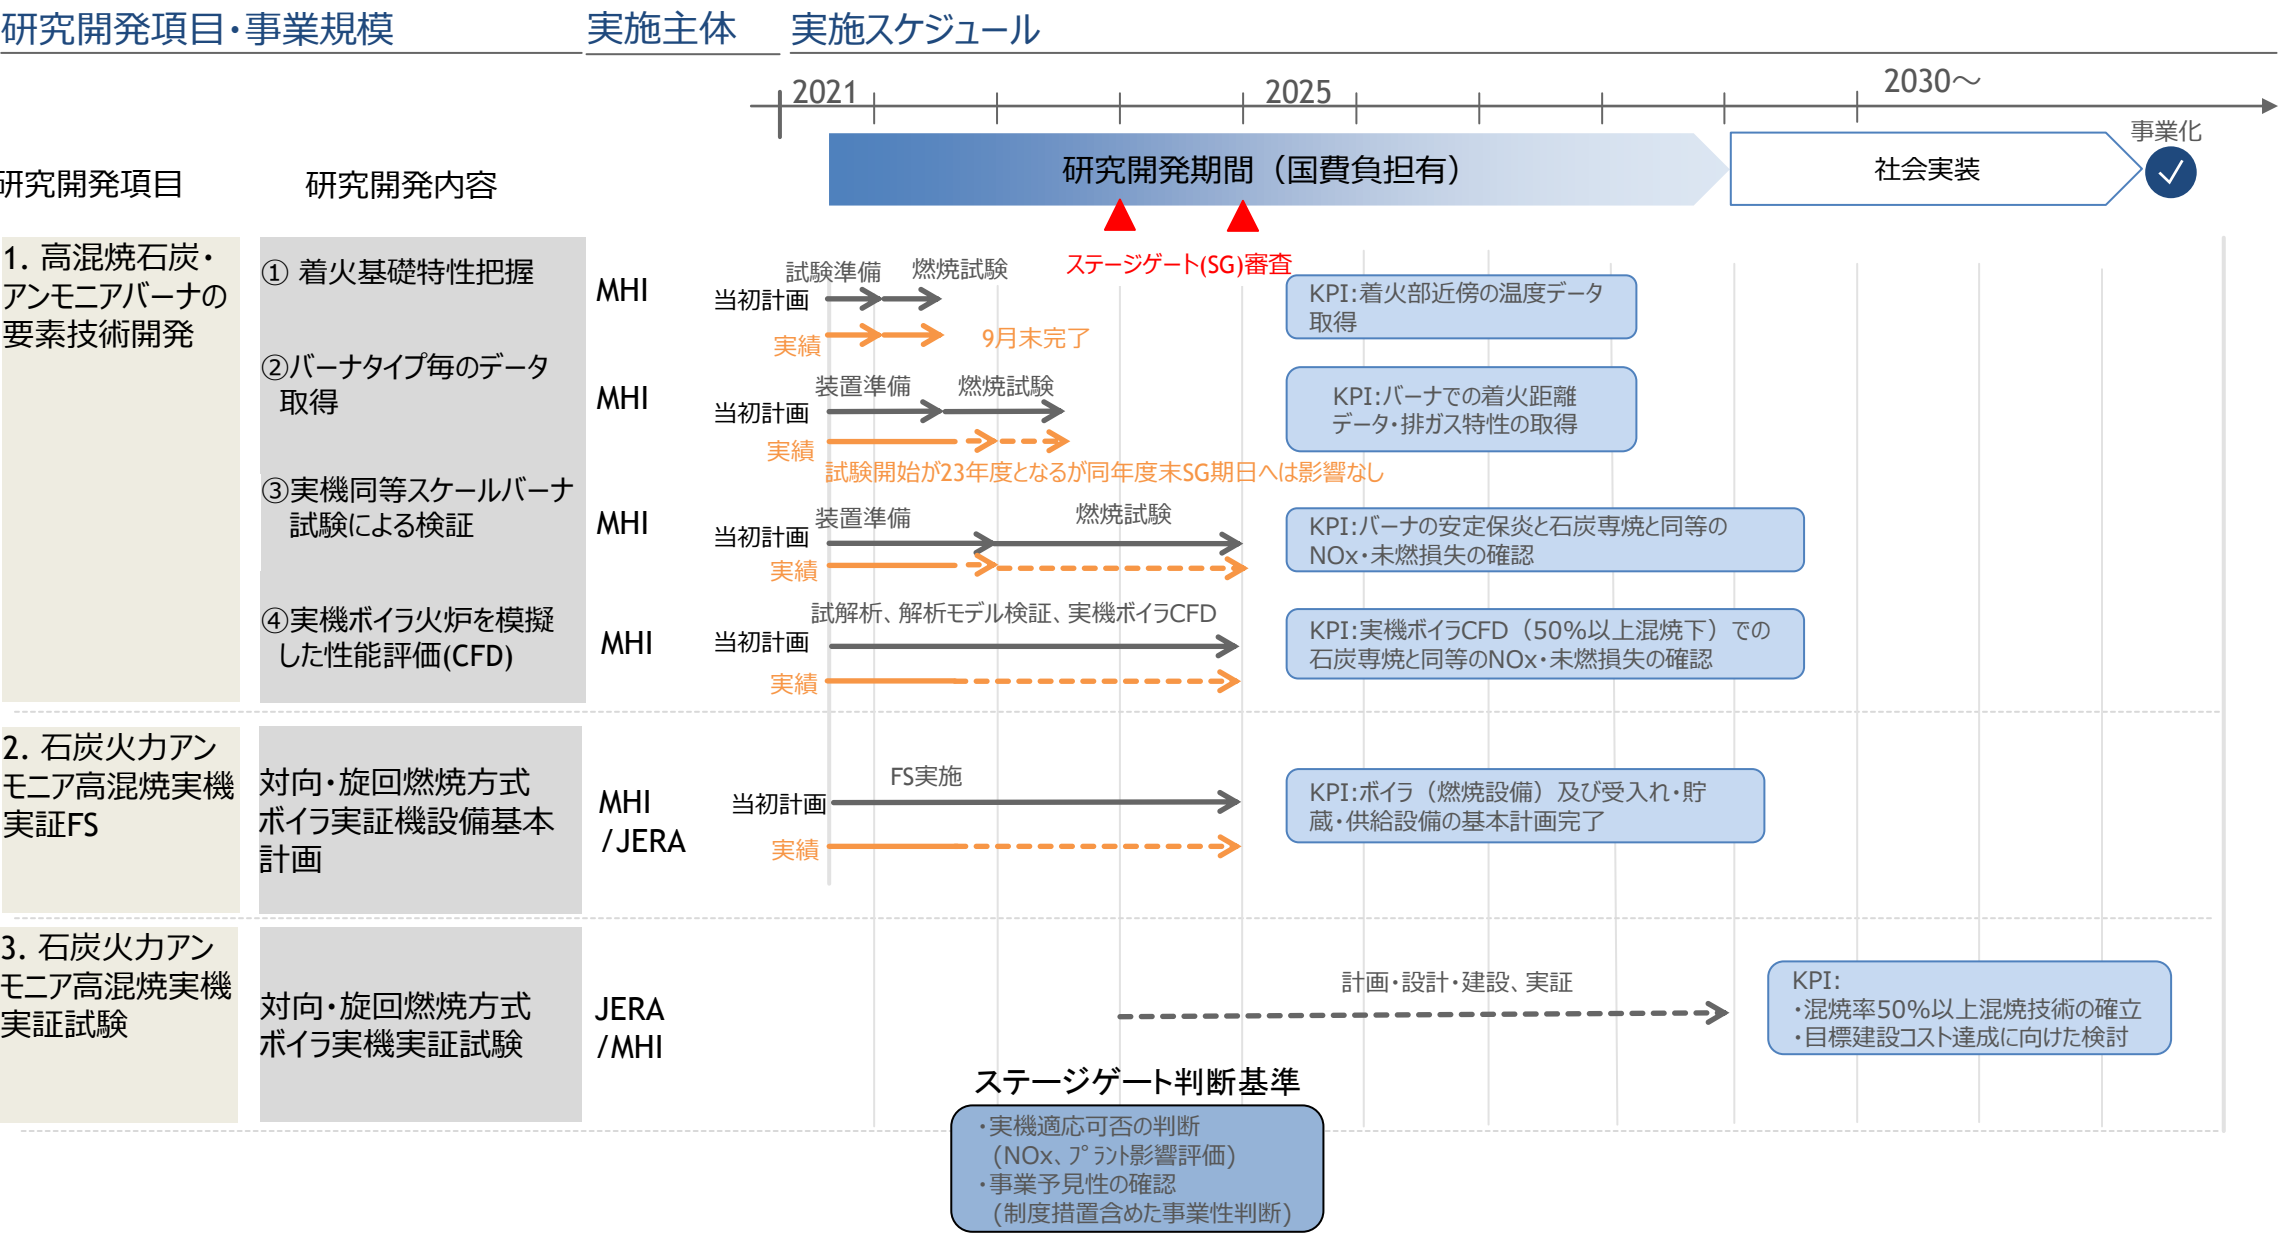 研究開発項目・事業規模
実施主体
実施スケジュール
2021
2025
2030～
研究開発期間（国費負担有）
社会実装
事業化
研究開発項目
研究開発内容
ステージゲート(SG)審査
1. 高混焼石炭・
アンモニアバーナの
要素技術開発
① 着火基礎特性把握
MHI
試験準備
燃焼試験
当初計画
実績
9月末完了
KPI:着火部近傍の温度データ
取得
②バーナタイプ毎のデータ
取得
MHI
装置準備
燃焼試験
当初計画
実績
試験開始が23年度となるが同年度末SG期日へは影響なし
KPI:バーナでの着火距離
データ・排ガス特性の取得
③実機同等スケールバーナ
試験による検証
MHI
装置準備
燃焼試験
当初計画
実績
KPI:バーナの安定保炎と石炭専焼と同等の
NOx・未燃損失の確認
④実機ボイラ火炉を模擬
した性能評価(CFD)
MHI
試解析、解析モデル検証、実機ボイラCFD
当初計画
実績
KPI:実機ボイラCFD（50%以上混焼下）での
石炭専焼と同等のNOx・未燃損失の確認
2. 石炭火力アン
モニア高混焼実機
実証FS
対向・旋回燃焼方式
ボイラ実証機設備基本
計画
MHI
/JERA
FS実施
当初計画
実績
KPI:ボイラ（燃焼設備）及び受入れ・貯
蔵・供給設備の基本計画完了
3. 石炭火力アン
モニア高混焼実機
実証試験
対向・旋回燃焼方式
ボイラ実機実証試験
JERA
/MHI
計画・設計・建設、実証
KPI:
・混焼率50%以上混焼技術の確立
・目標建設コスト達成に向けた検討
ステージゲート判断基準
・実機適応可否の判断
(NOx、ﾌﾟﾗﾝﾄ影響評価)
・事業予見性の確認
(制度措置含めた事業性判断)